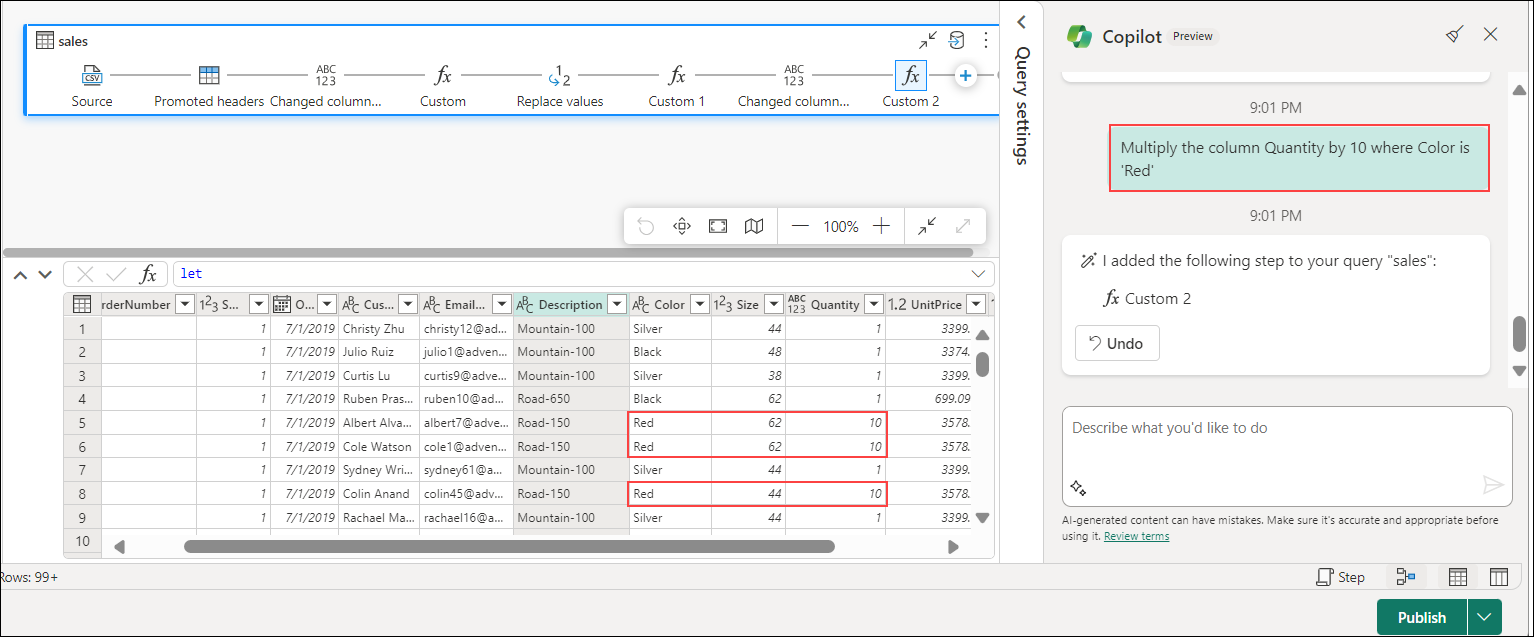 sales
CSV
ABC
123
1
2
ABC
123
fx
fx
fx
Source
Promoted headers
Changed column...
Custom
Replace values
Custom 1
Changed column...
Custom 2
100%
fx
let
rderNumber
123 S...
O...
ABC Cus...
ABC Email...
ABC Description
ABC Color
123 Size
ABC 123 Quantity
1.2 UnitPrice
1 1 7/1/2019 Christy Zhu christy12@ad... Mountain-100 Silver 44 1 3399.
2 1 7/1/2019 Julio Ruiz julio1@adven... Mountain-100 Black 48 1 3374.
3 1 7/1/2019 Curtis Lu curtis9@adve... Mountain-100 Silver 38 1 3399.
4 1 7/1/2019 Ruben Pras... ruben10@ad... Road-650 Black 62 1 699.09
5 1 7/1/2019 Albert Alva... albert7@adve... Road-150 Red 62 10 3578.
6 1 7/1/2019 Cole Watson cole1@adven... Road-150 Red 62 10 3578.
7 1 7/1/2019 Sydney Wri... sydney61@a... Mountain-100 Silver 44 1 3399.
8 1 7/1/2019 Colin Anand colin45@adv... Road-150 Red 44 10 3578.
9 1 7/1/2019 Rachael Ma... rachael16@a... Mountain-100 Silver 44 1 3399.
10
Rows: 99+
Query settings
Copilot Preview
9:01 PM
Multiply the column Quantity by 10 where Color is
'Red'
9:01 PM
I added the following step to your query "sales":
fx Custom 2
Undo
Describe what you'd like to do
AI-generated content can have mistakes. Make sure it's accurate and appropriate before
using it. Review terms
Step
Publish